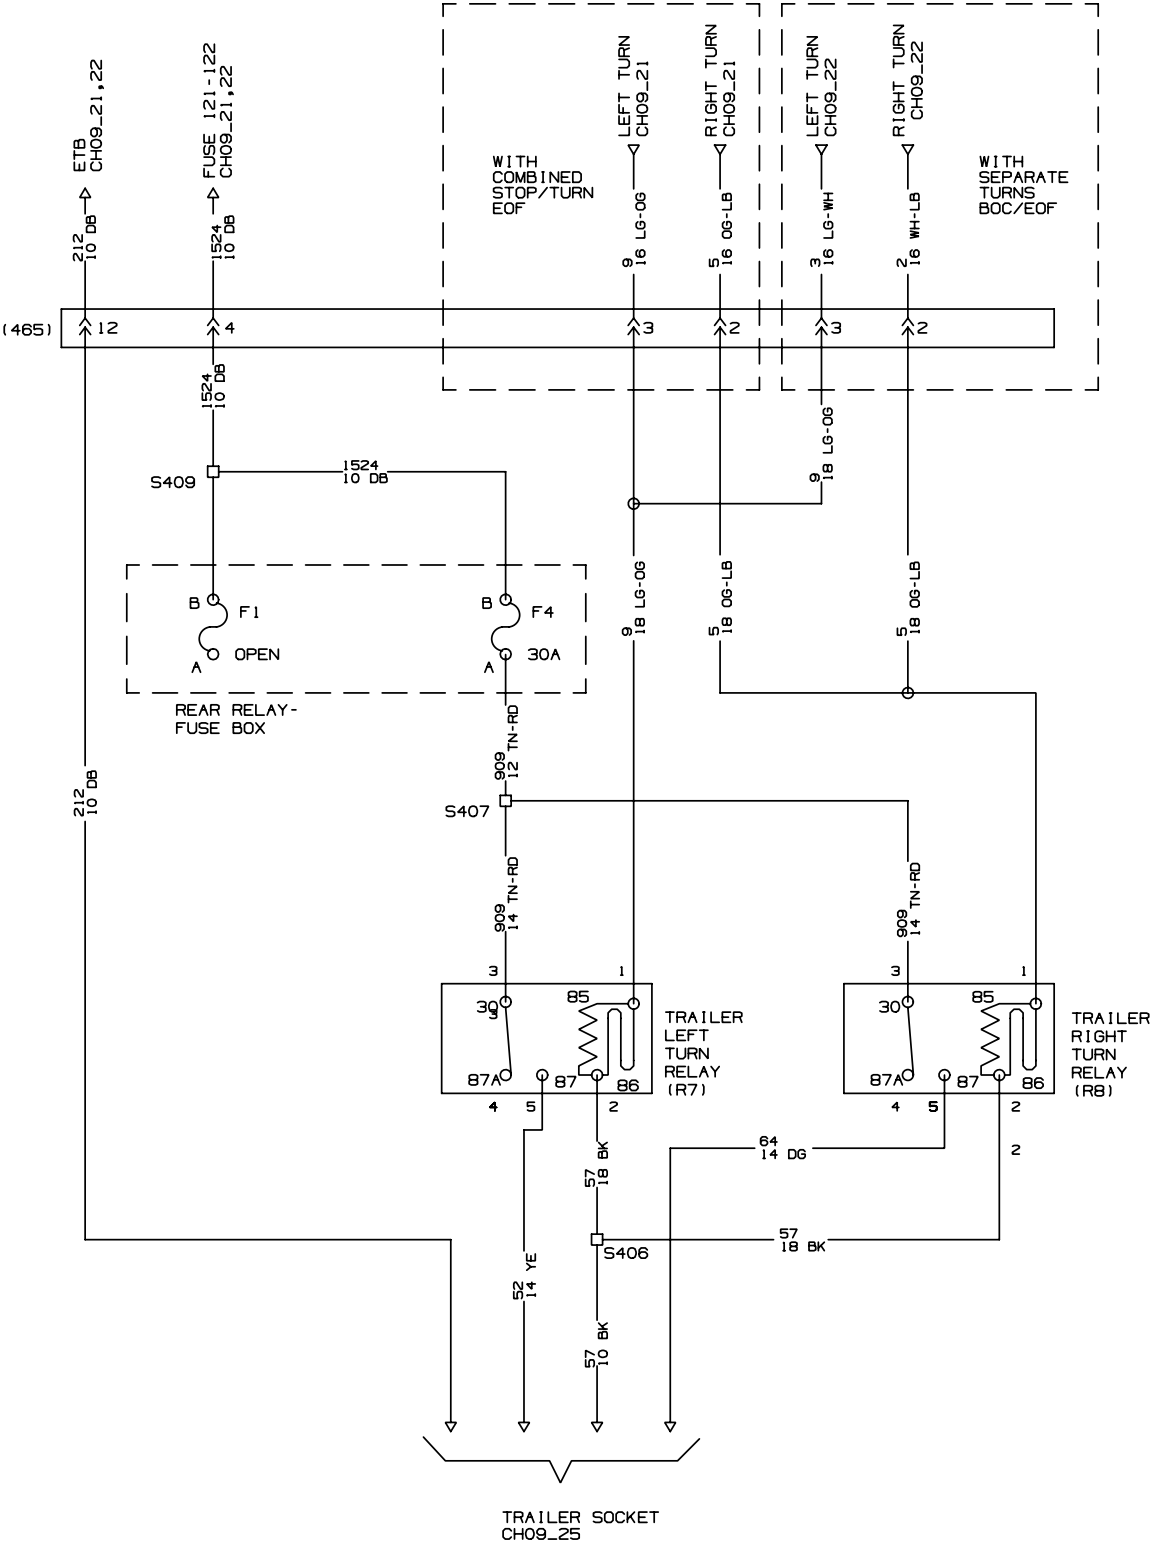 ETB
CH09_21,22
FUSE 121-122
CH09_21,22
LEFT TURN
CH09_21
RIGHT TURN
CH09_21
LEFT TURN
CH09_22
RIGHT TURN
CH09_22
WITH
COMBINED
STOP/TURN
EOF
WITH
SEPARATE
TURNS
BOC/EOF
212
10 DB
1524
10 DB
9
16 LG-OG
5
16 OG-LB
3
16 LG-WH
2
16 WH-LB
(465)
12
4
3
2
3
2
1524
10 DB
9
18 LG-OG
S409
1524
10 DB
B
F1
A
OPEN
B
F4
A
30A
9
18 LG-OG
5
18 OG-LB
5
18 OG-LB
REAR RELAY-
FUSE BOX
909
12 TN-RD
212
10 DB
S407
909
14 TN-RD
909
14 TN-RD
3
1
3
1
30
3
85
87A
87
86
4
5
2
TRAILER
LEFT
TURN
RELAY
(R7)
30
85
87A
87
86
4
5
2
TRAILER
RIGHT
TURN
RELAY
(R8)
57
18 BK
64
14 DG
2
57
18 BK
S406
52
14 YE
57
10 BK
TRAILER SOCKET
CH09_25